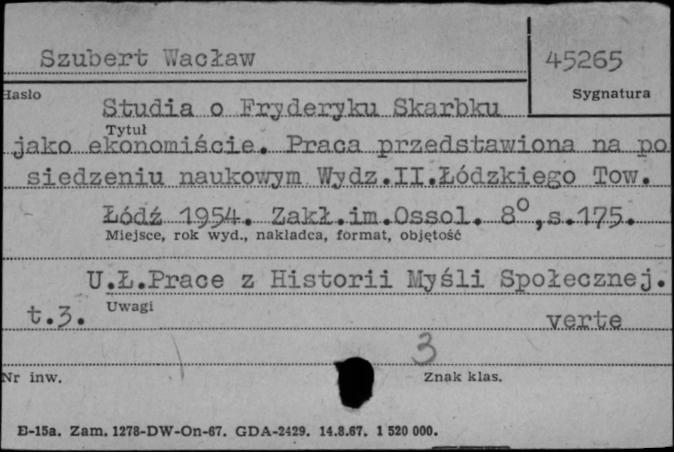 Szubert Wacław
45265
Hasło
Sygnatura
Studia o Fryderyku Skarbku
Tytuł
jako ekonomiście. Praca przedstawiona na po
siedzeniu naukowym Wydz.II.Łódzkiego Tow.
Łódź 1954. Zakł.im.Ossol. 8°,s.175.
Miejsce, rok wyd., nakładca, format, objętość
U.Ł.Prace z Historii Myśli Społecznej.
Uwagi
t.3.
verte
3
Nr inw.
Znak klas.
B-15a. Zam. 1278-DW-On-67. GDA-2429. 14.8.67. 1 520 000.